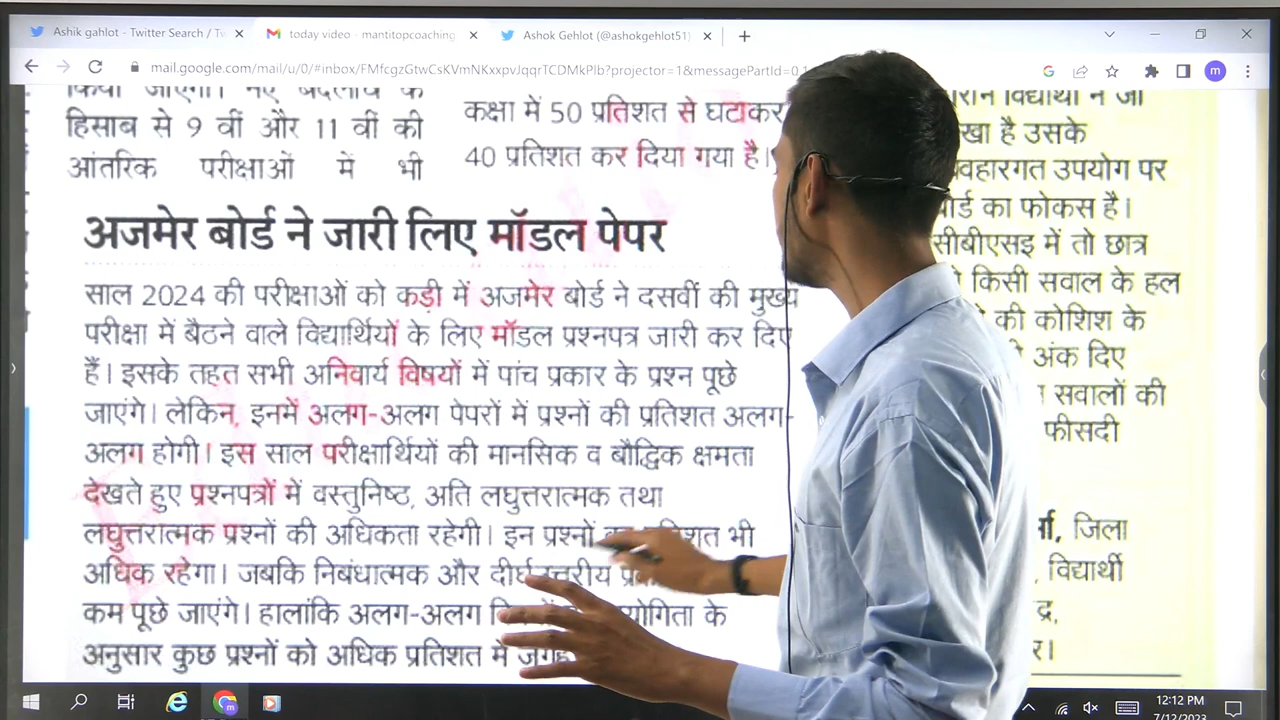 Ashik gahlot - Twitter Search / Tw
today video - mantitopcoaching
Ashok Gehlot (@ashokgehlot51)
mail.google.com/mail/u/0/#inbox/FMfcgzGtwCsKVmNKxxpvJqqrTCDMkPlb?projector=1&messagePartId=0.1
m
हिसाब से 9 वीं और 11 वीं की
आंतरिक परीक्षाओं में भी
कक्षा में 50 प्रतिशत से घटाकर
40 प्रतिशत कर दिया गया है।
अजमेर बोर्ड ने जारी लिए मॉडल पेपर
साल 2024 की परीक्षाओं को कड़ी में अजमेर बोर्ड ने दसवीं की मुख्य
परीक्षा में बैठने वाले विद्यार्थियों के लिए मॉडल प्रश्नपत्र जारी कर दिए
हैं। इसके तहत सभी अनिवार्य विषयों में पांच प्रकार के प्रश्न पूछे
जाएंगे। लेकिन, इनमें अलग-अलग पेपरों में प्रश्नों की प्रतिशत अलग-
अलग होगी। इस साल परीक्षार्थियों की मानसिक व बौद्धिक क्षमता
देखते हुए प्रश्नपत्रों में वस्तुनिष्ठ, अति लघुत्तरात्मक तथा
लघुत्तरात्मक प्रश्नों की अधिकता रहेगी। इन प्रश्नों भी
अधिक रहेगा। जबकि निबंधात्मक और
कम पूछे जाएंगे। हालांकि अलग-अलग के
अनुसार कुछ प्रश्नों को अधिक प्रतिशत में
है उसके
उपयोग पर
का फोकस है।
सीबीएसइ में तो छात्र
किसी सवाल के हल
की कोशिश के
अंक दिए
सवालों की
फीसदी
जिला
, विद्यार्थी
12:12 PM
7/12/2023